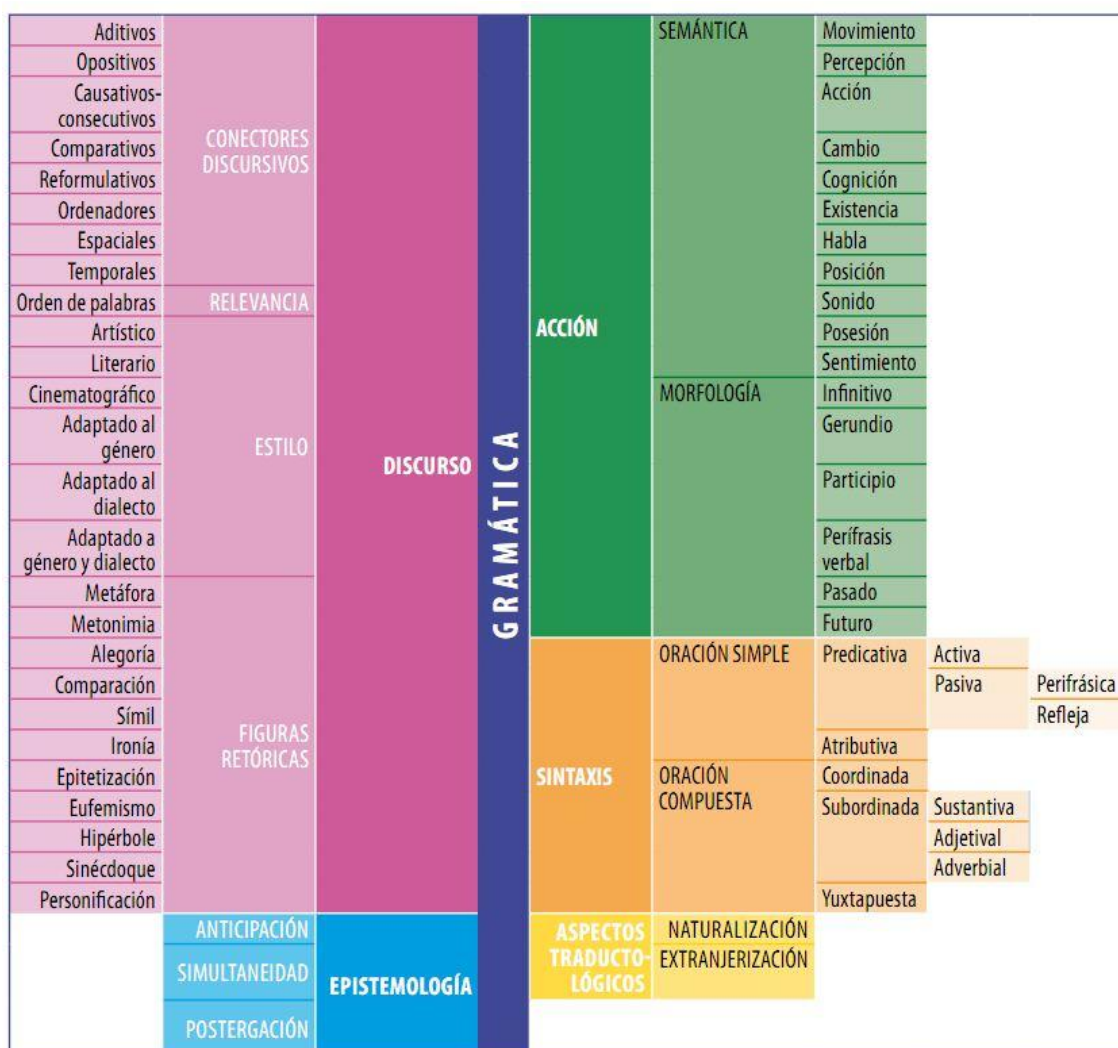 Aditivos
Opositivos
Causativos-
consecutivos
Comparativos
Reformulativos
Ordenadores
Espaciales
Temporales
Orden de palabras
Artístico
Literario
Cinematográfico
Adaptado al
género
Adaptado al
dialecto
Adaptado a
género y dialecto
Metáfora
Metonimia
Alegoría
Comparación
Símil
Ironía
Epitetización
Eufemismo
Hipérbole
Sinécdoque
Personificación
CONECTORES
DISCURSIVOS
RELEVANCIA
ESTILO
FIGURAS
RETÓRICAS
ANTICIPACIÓN
SIMULTANEIDAD
POSTERGACIÓN
DISCURSO
EPISTEMOLOGÍA
GRAMÁTICA
ACCIÓN
SINTAXIS
ASPECTOS
TRADUCTO-
LÓGICOS
SEMÁNTICA
MORFOLOGÍA
ORACIÓN SIMPLE
ORACIÓN
COMPUESTA
NATURALIZACIÓN
EXTRANJERIZACIÓN
Movimiento
Percepción
Acción
Cambio
Cognición
Existencia
Habla
Posición
Sonido
Posesión
Sentimiento
Infinitivo
Gerundio
Participio
Perífrasis
verbal
Pasado
Futuro
Predicativa
Atributiva
Coordinada
Subordinada
Yuxtapuesta
Activa
Pasiva
Sustantiva
Adjetival
Adverbial
Perifrásica
Refleja